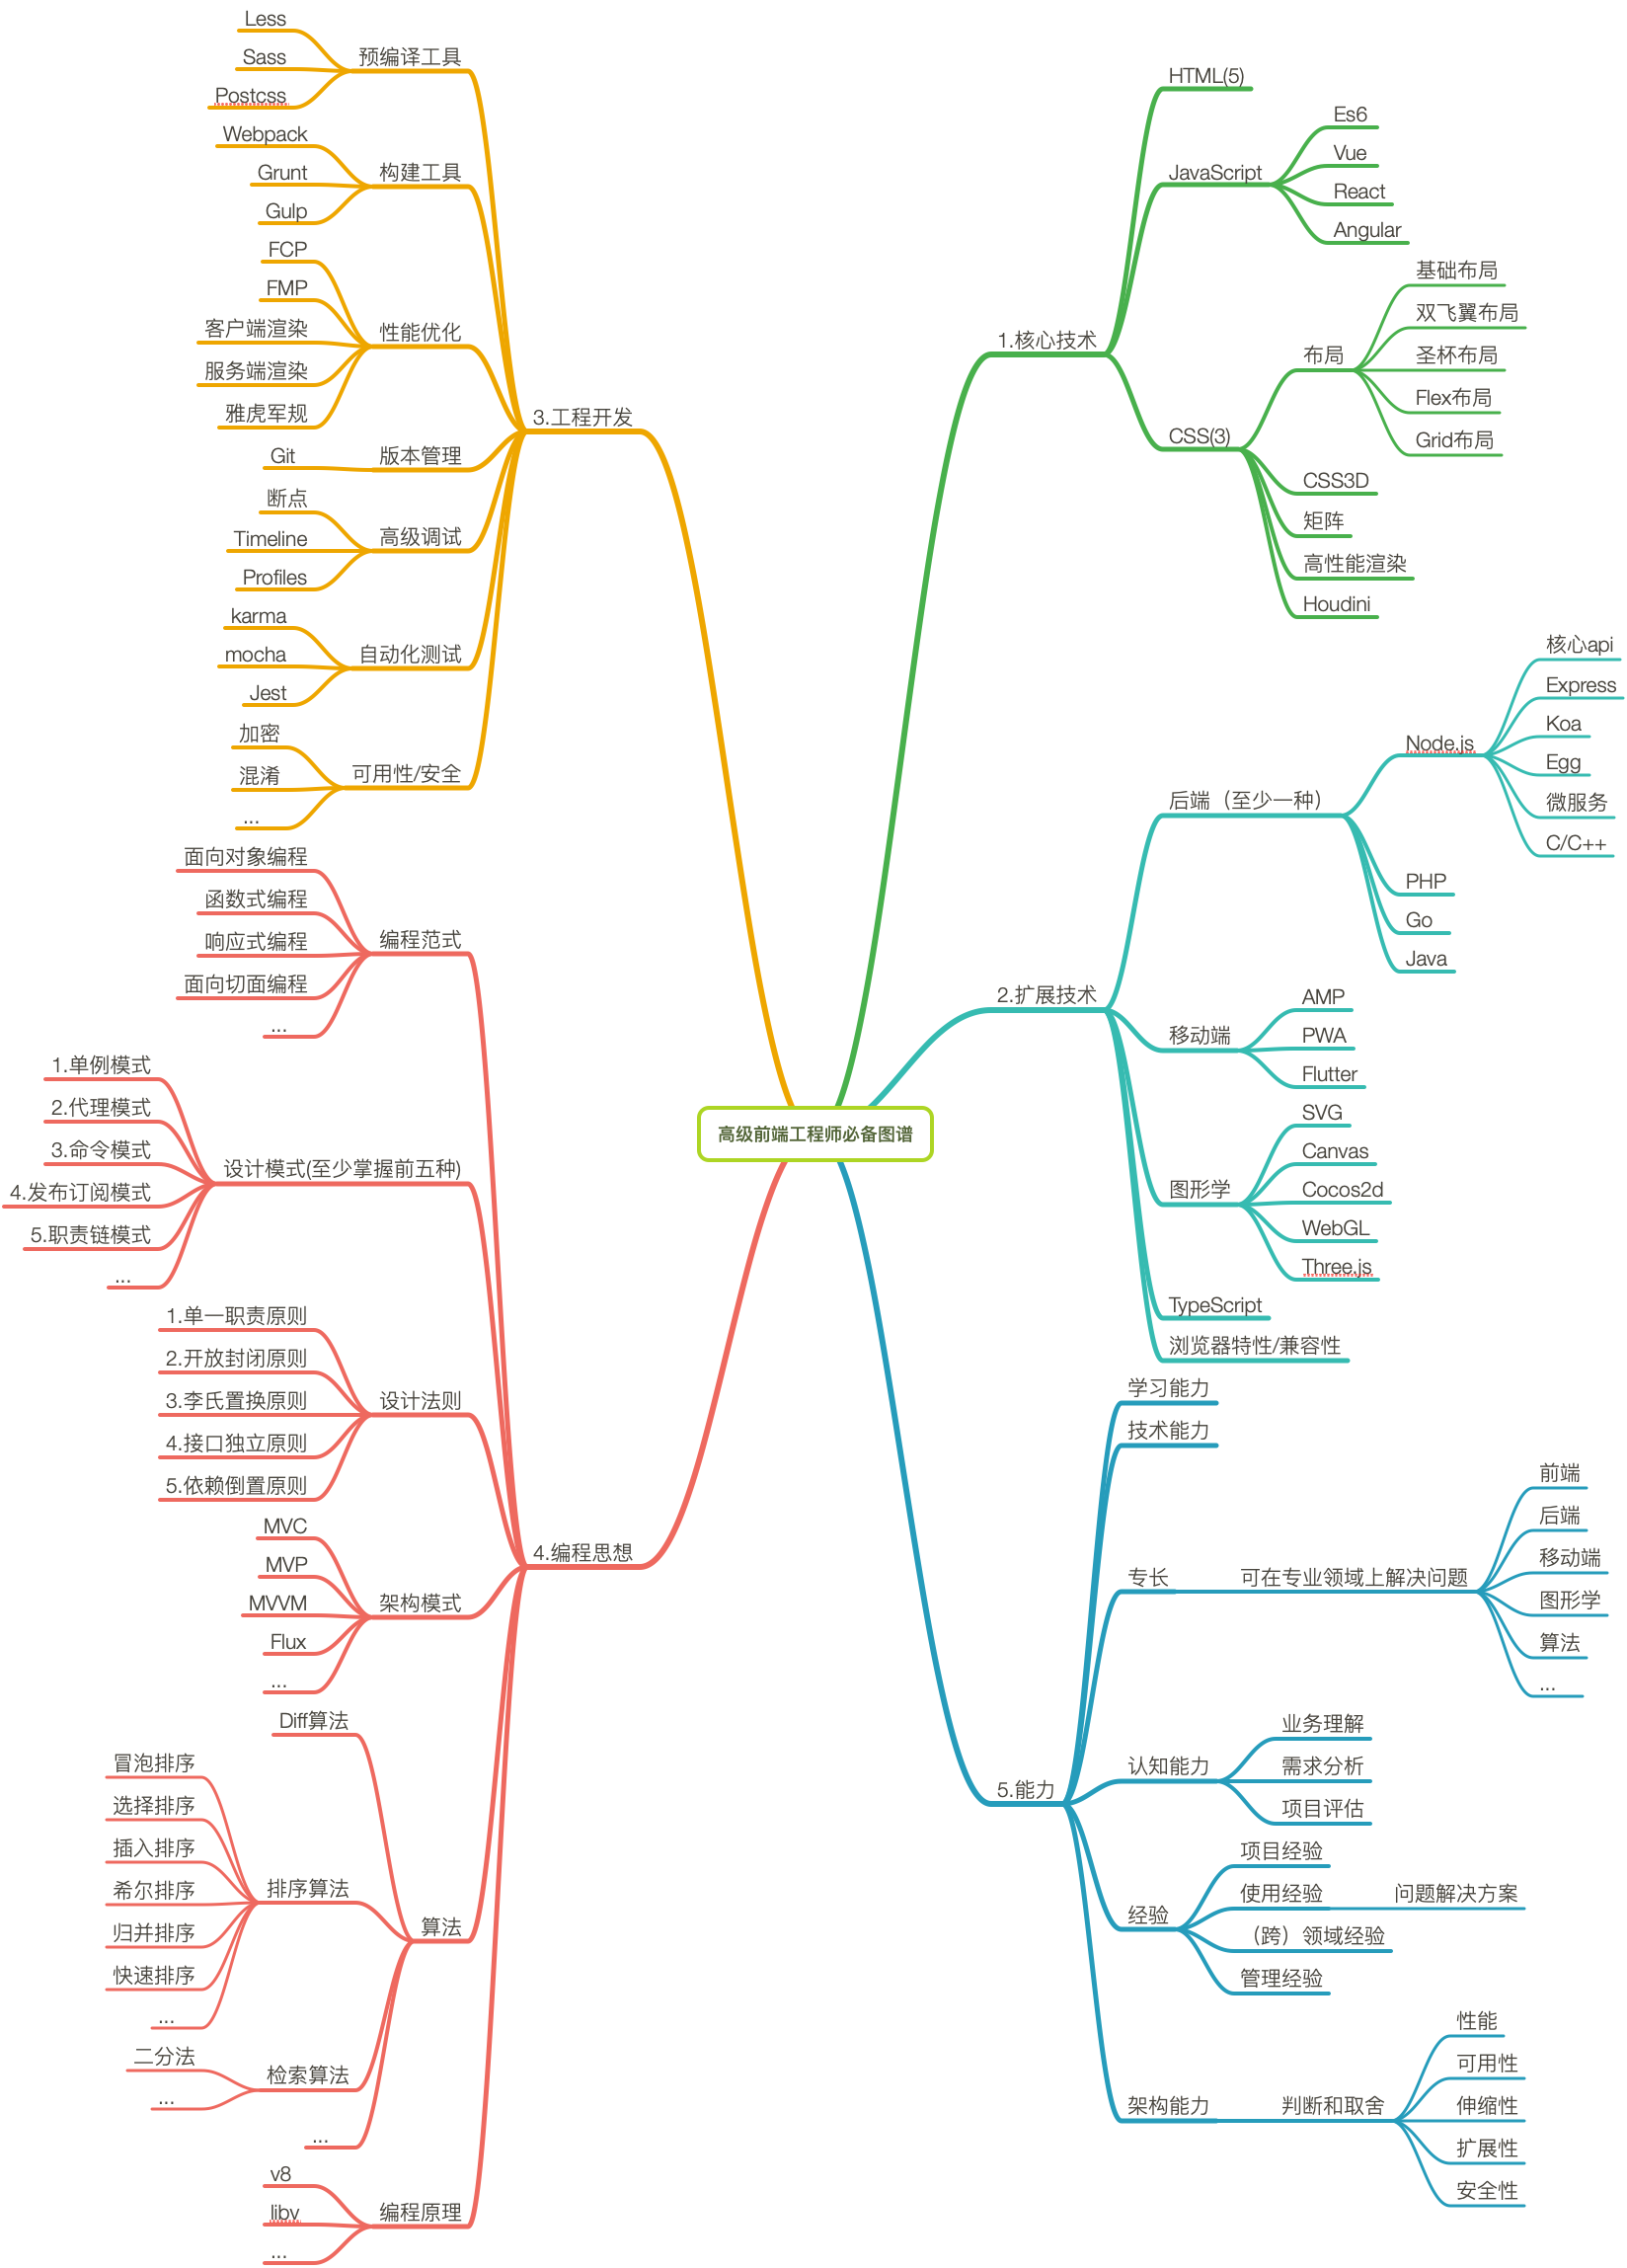 高级前端工程师必备图谱
1.核心技术
HTML(5)
JavaScript
Es6
Vue
React
Angular
CSS(3)
布局
基础布局
双飞翼布局
圣杯布局
Flex布局
Grid布局
CSS3D
矩阵
高性能渲染
Houdini
2.扩展技术
后端（至少一种）
Node.js
核心api
Express
Koa
Egg
微服务
C/C++
PHP
Go
Java
移动端
AMP
PWA
Flutter
图形学
SVG
Canvas
Cocos2d
WebGL
Three.js
TypeScript
浏览器特性/兼容性
3.工程开发
预编译工具
Less
Sass
Postcss
构建工具
Webpack
Grunt
Gulp
性能优化
FCP
FMP
客户端渲染
服务端渲染
雅虎军规
版本管理
Git
高级调试
断点
Timeline
Profiles
自动化测试
karma
mocha
Jest
可用性/安全
加密
混淆
...
4.编程思想
编程范式
面向对象编程
函数式编程
响应式编程
面向切面编程
...
设计模式(至少掌握前五种)
1.单例模式
2.代理模式
3.命令模式
4.发布订阅模式
5.职责链模式
...
设计法则
1.单一职责原则
2.开放封闭原则
3.李氏置换原则
4.接口独立原则
5.依赖倒置原则
架构模式
MVC
MVP
MVVM
Flux
...
算法
Diff算法
排序算法
冒泡排序
选择排序
插入排序
希尔排序
归并排序
快速排序
...
检索算法
二分法
...
...
编程原理
v8
libv
...
5.能力
学习能力
技术能力
专长
可在专业领域上解决问题
前端
后端
移动端
图形学
算法
...
认知能力
业务理解
需求分析
项目评估
经验
项目经验
使用经验
问题解决方案
（跨）领域经验
管理经验
架构能力
判断和取舍
性能
可用性
伸缩性
扩展性
安全性